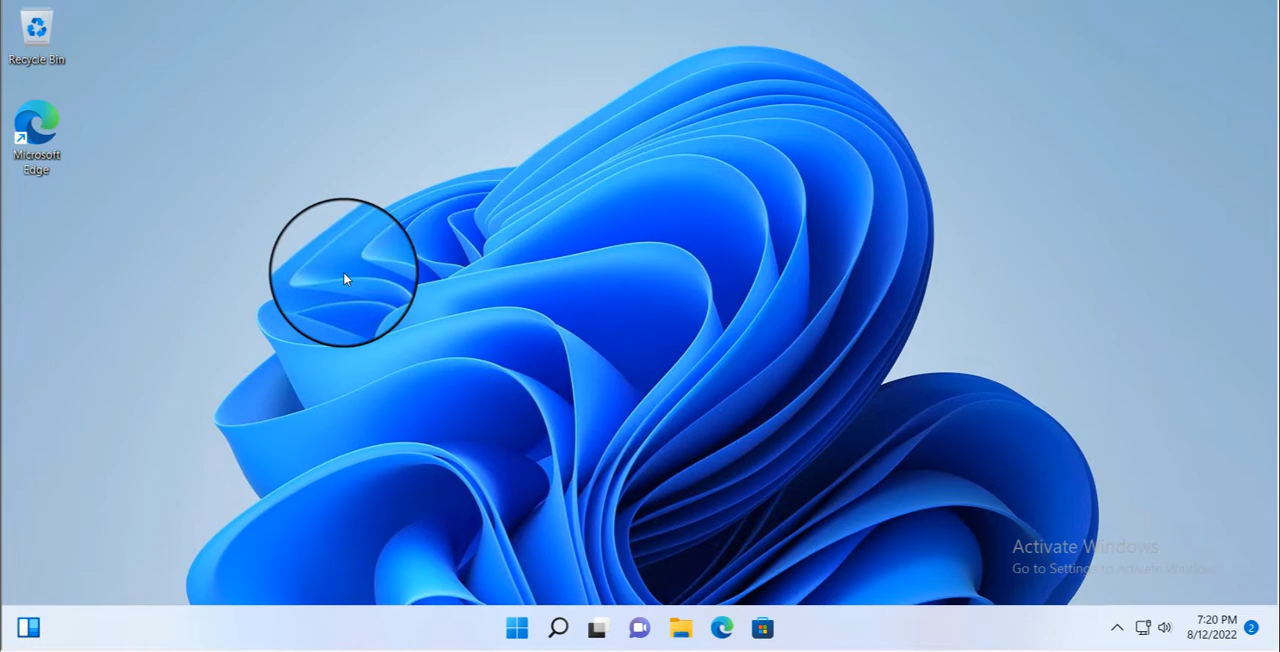 Recycle Bin
Microsoft
Edge
Activate Windows
Go to Settings to activate Windows.
7:20 PM
8/12/2022
2